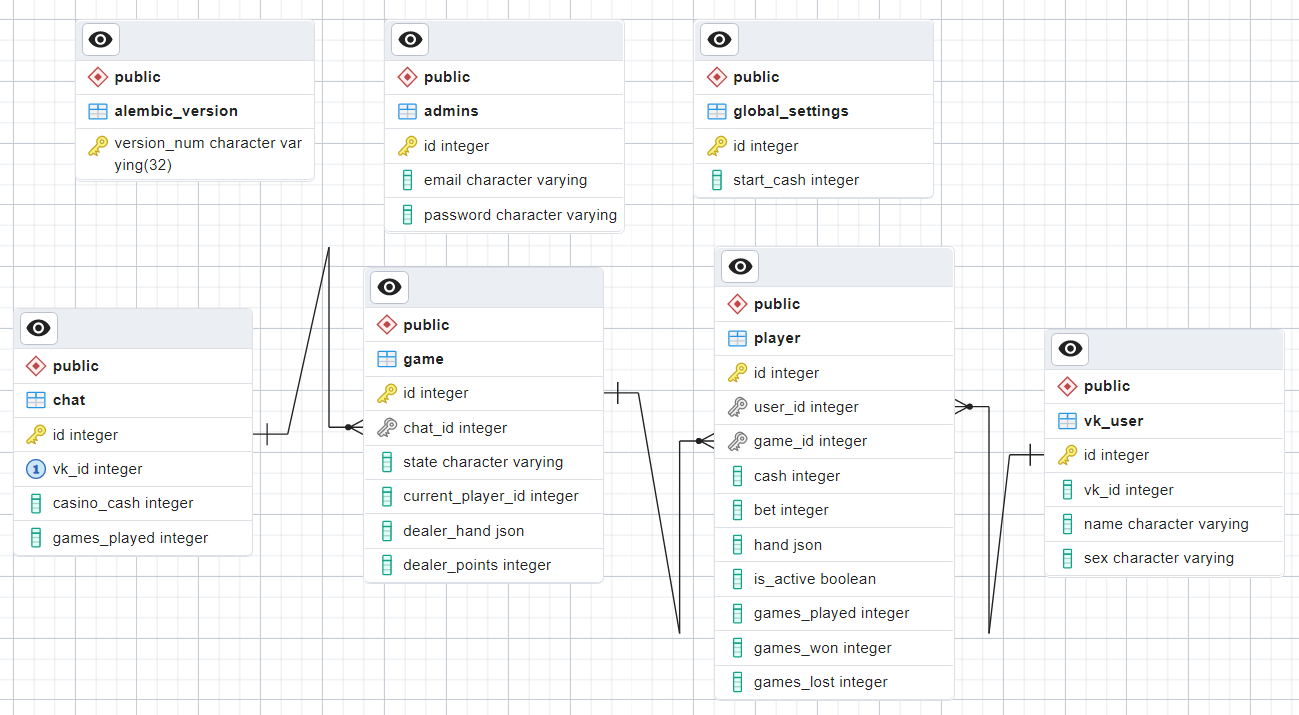 public
alembic_version
version_num character var
ying(32)
public
admins
id integer
email character varying
password character varying
public
global_settings
id integer
start_cash integer
public
chat
id integer
1 vk_id integer
casino_cash integer
games_played integer
public
game
id integer
chat_id integer
state character varying
current_player_id integer
dealer_hand json
dealer_points integer
public
player
id integer
user_id integer
game_id integer
cash integer
bet integer
hand json
is_active boolean
games_played integer
games_won integer
games_lost integer
public
vk_user
id integer
vk_id integer
name character varying
sex character varying